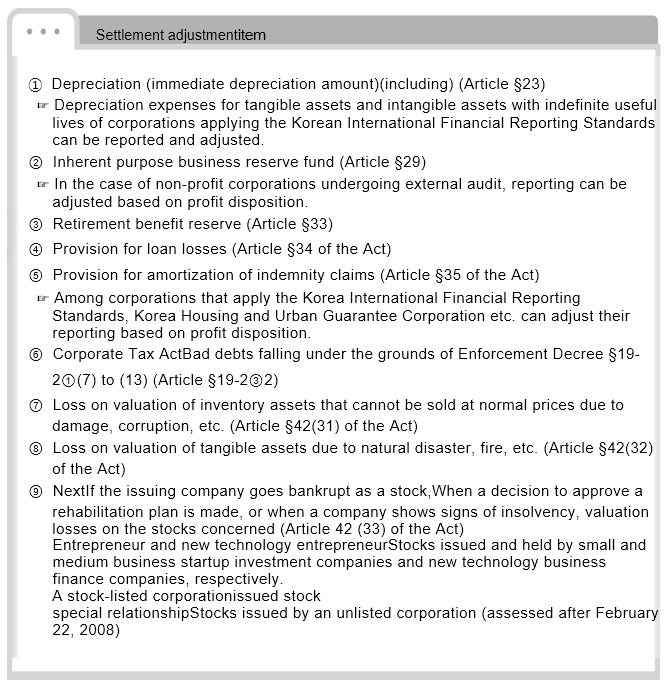 Settlement adjustmentitem
① Depreciation (immediate depreciation amount)(including) (Article §23)
☞ Depreciation expenses for tangible assets and intangible assets with indefinite useful
lives of corporations applying the Korean International Financial Reporting Standards
can be reported and adjusted.
② Inherent purpose business reserve fund (Article §29)
☞ In the case of non-profit corporations undergoing external audit, reporting can be
adjusted based on profit disposition.
③ Retirement benefit reserve (Article §33)
④ Provision for loan losses (Article §34 of the Act)
⑤ Provision for amortization of indemnity claims (Article §35 of the Act)
☞ Among corporations that apply the Korea International Financial Reporting
Standards, Korea Housing and Urban Guarantee Corporation etc. can adjust their
reporting based on profit disposition.
⑥ Corporate Tax ActBad debts falling under the grounds of Enforcement Decree §19-
2①(7) to (13) (Article §19-2③2)
⑦ Loss on valuation of inventory assets that cannot be sold at normal prices due to
damage, corruption, etc. (Article §42(31) of the Act)
⑧ Loss on valuation of tangible assets due to natural disaster, fire, etc. (Article §42(32)
of the Act)
⑨ NextIf the issuing company goes bankrupt as a stock,When a decision to approve a
rehabilitation plan is made, or when a company shows signs of insolvency, valuation
losses on the stocks concerned (Article 42 (33) of the Act)
Entrepreneur and new technology entrepreneurStocks issued and held by small and
medium business startup investment companies and new technology business
finance companies, respectively.
A stock-listed corporationissued stock
special relationshipStocks issued by an unlisted corporation (assessed after February
22, 2008)